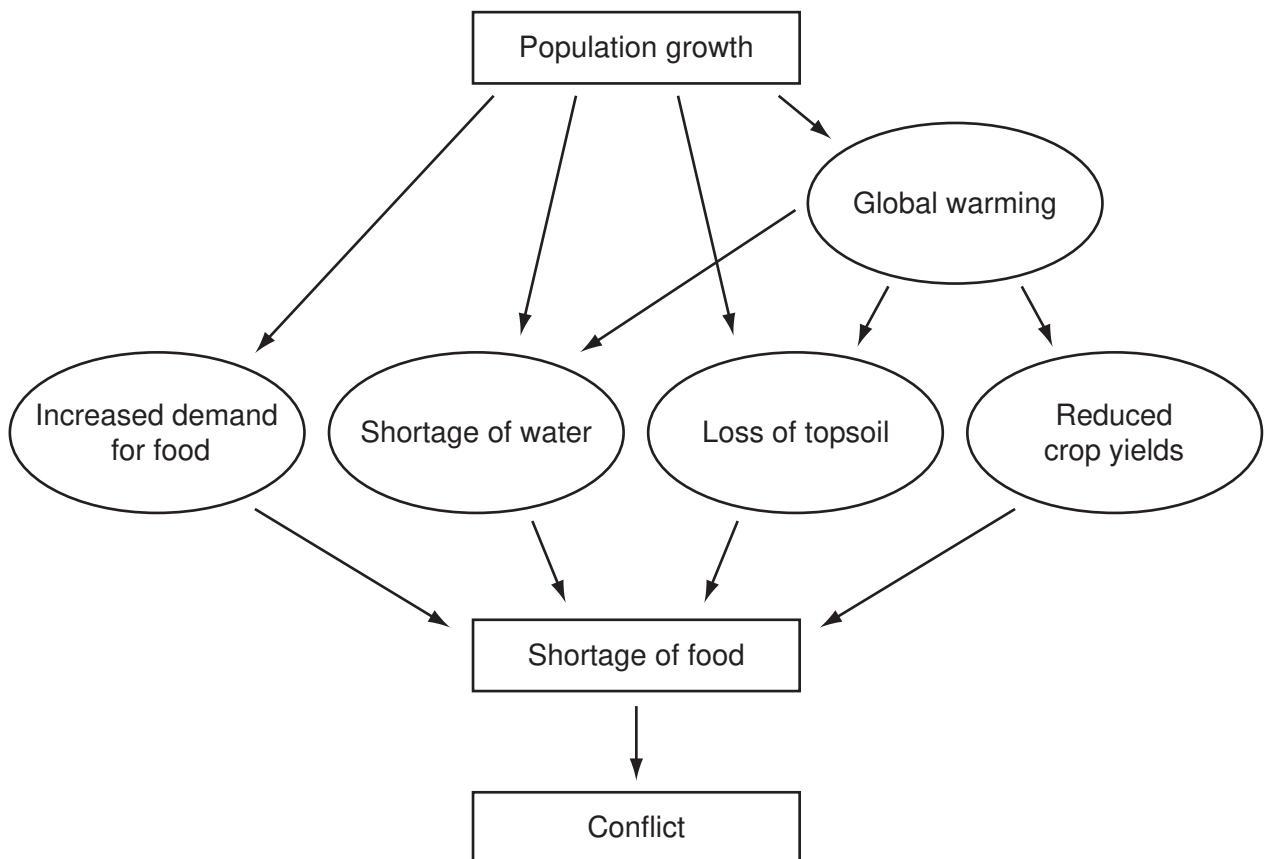 Population growth
Global warming
Increased demand
for food
Shortage of water
Loss of topsoil
Reduced
crop yields
Shortage of food
Conflict